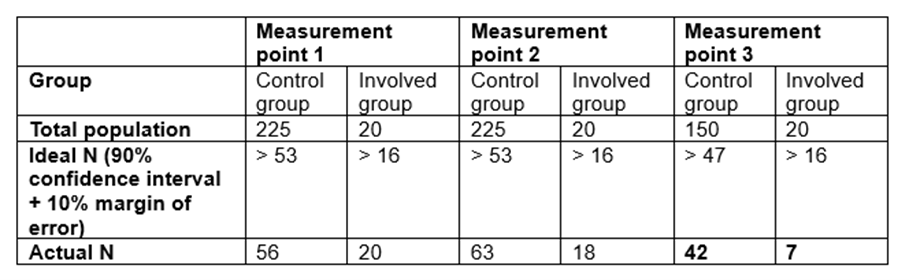 Measurement point 1 Measurement point 2 Measurement point 3
Group Control group Involved group Control group Involved group Control group Involved group
Total population 225 20 225 20 150 20
Ideal N (90% confidence interval + 10% margin of error) > 53 > 16 > 53 > 16 > 47 > 16
Actual N 56 20 63 18 42 7